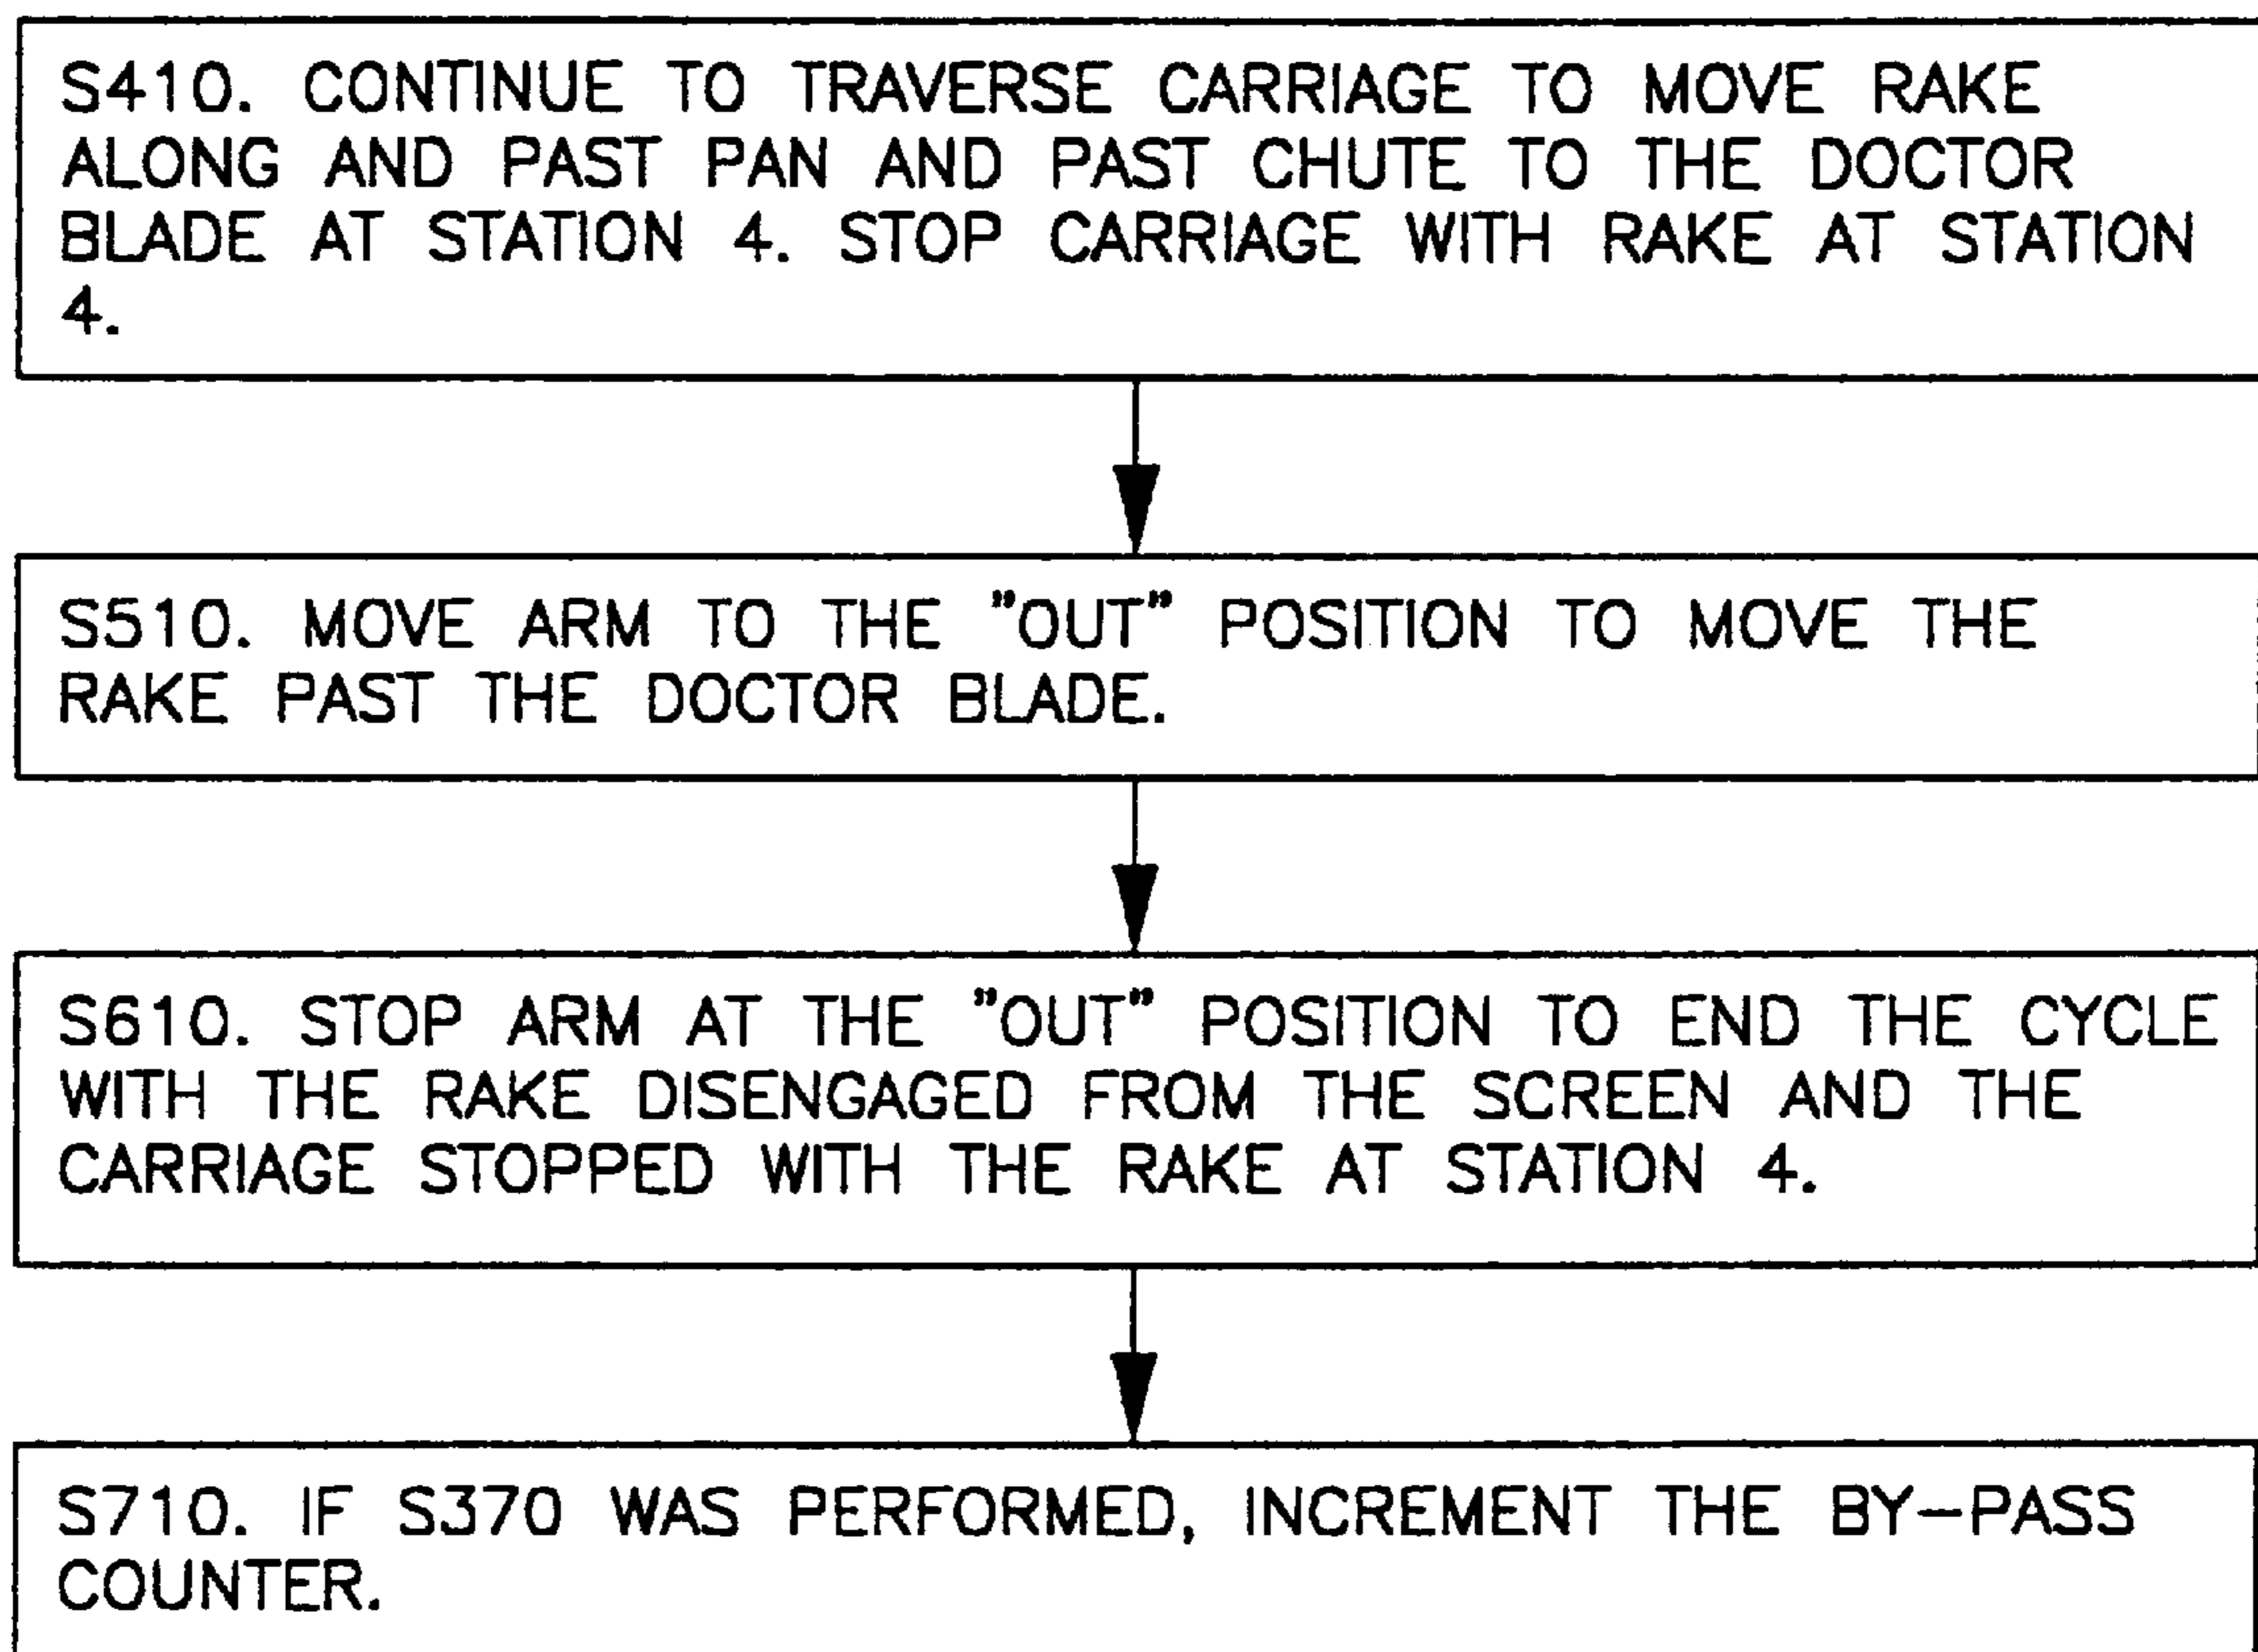 S410. CONTINUE TO TRAVERSE CARRIAGE TO MOVE RAKE
ALONG AND PAST PAN AND PAST CHUTE TO THE DOCTOR
BLADE AT STATION 4. STOP CARRIAGE WITH RAKE AT STATION
4.
S510. MOVE ARM TO THE "OUT" POSITION TO MOVE THE
RAKE PAST THE DOCTOR BLADE.
S610. STOP ARM AT THE "OUT" POSITION TO END THE CYCLE
WITH THE RAKE DISENGAGED FROM THE SCREEN AND THE
CARRIAGE STOPPED WITH THE RAKE AT STATION 4.
S710. IF S370 WAS PERFORMED, INCREMENT THE BY-PASS
COUNTER.